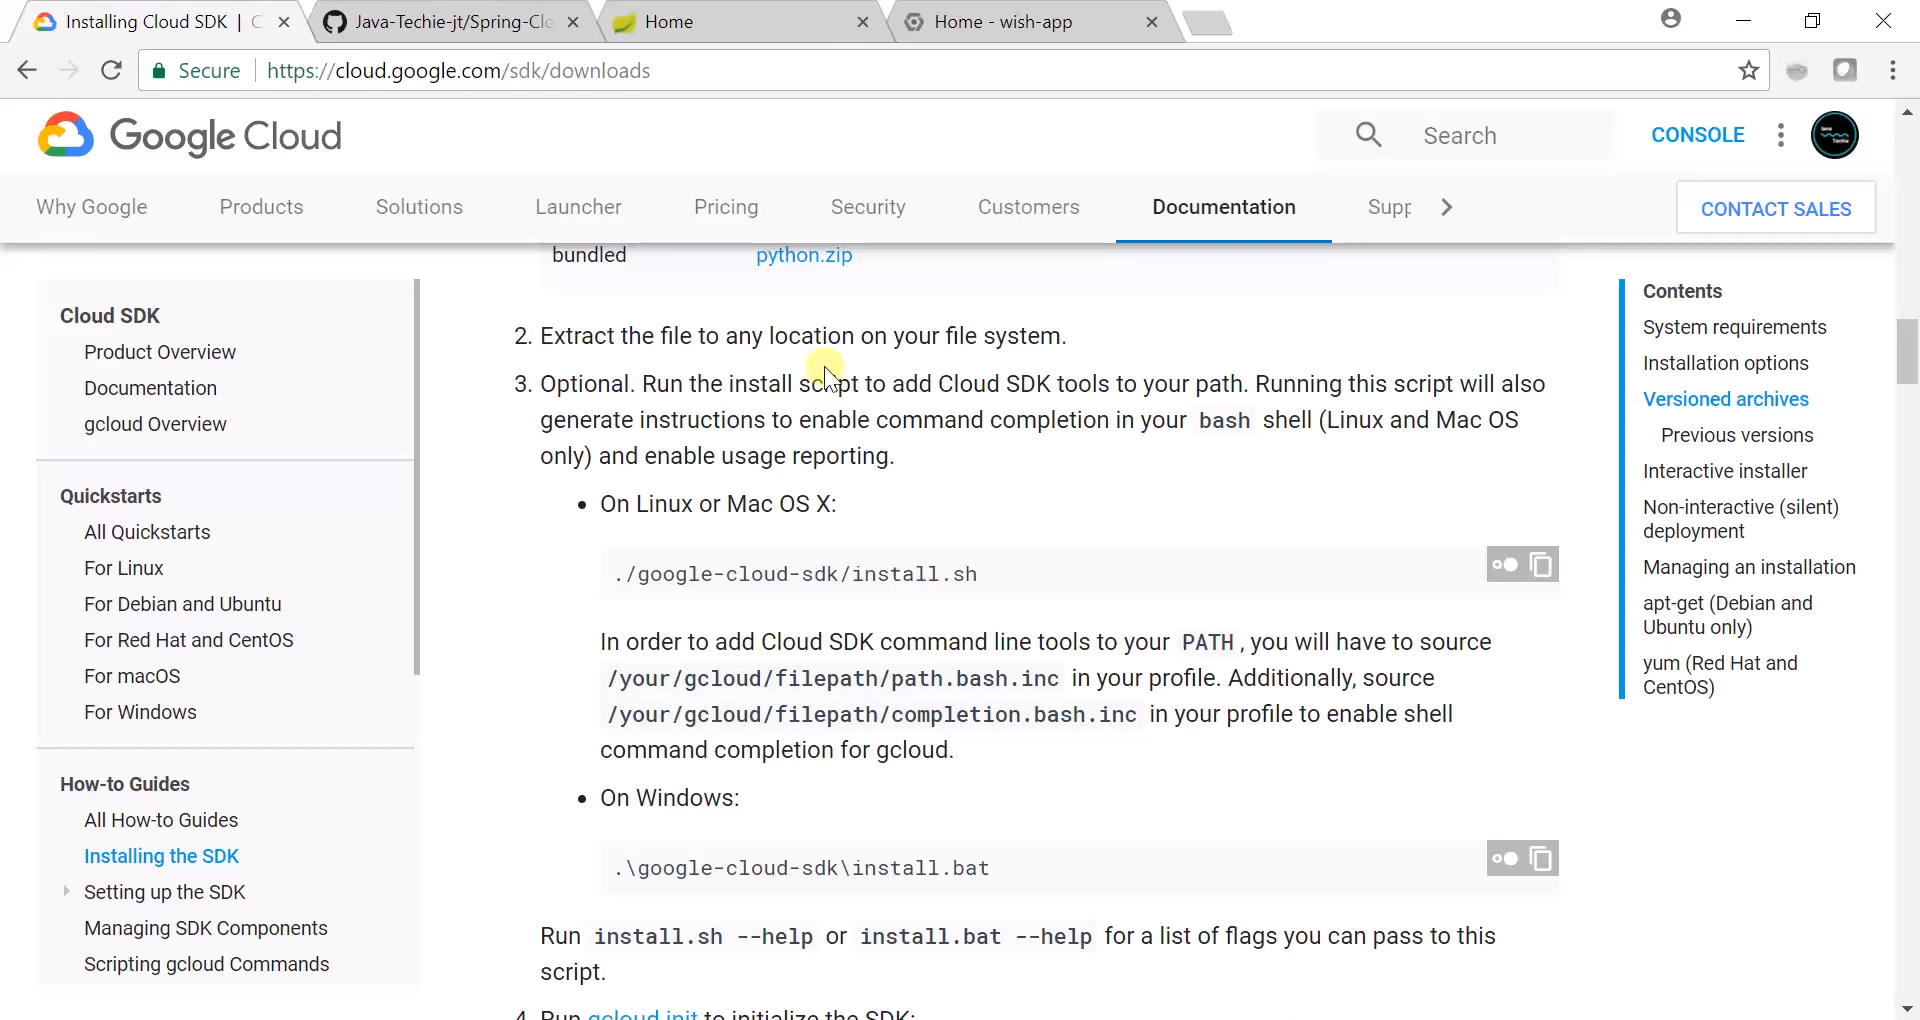 Installing Cloud SDK | C
Java-Techie-jt/Spring-Clo
Home
Home - wish-app
Secure
https://cloud.google.com/sdk/downloads
Google Cloud
Search
CONSOLE
Why Google
Products
Solutions
Launcher
Pricing
Security
Customers
Documentation
Supp
CONTACT SALES
Cloud SDK
Product Overview
Documentation
gcloud Overview
Quickstarts
All Quickstarts
For Linux
For Debian and Ubuntu
For Red Hat and CentOS
For macOS
For Windows
How-to Guides
All How-to Guides
Installing the SDK
Setting up the SDK
Managing SDK Components
Scripting gcloud Commands
bundled python.zip
2. Extract the file to any location on your file system.
3. Optional. Run the install script to add Cloud SDK tools to your path. Running this script will also
generate instructions to enable command completion in your bash shell (Linux and Mac OS
only) and enable usage reporting.
• On Linux or Mac OS X:
./google-cloud-sdk/install.sh
In order to add Cloud SDK command line tools to your PATH, you will have to source
/your/gcloud/filepath/path.bash.inc in your profile. Additionally, source
/your/gcloud/filepath/completion.bash.inc in your profile to enable shell
command completion for gcloud.
• On Windows:
.\google-cloud-sdk\install.bat
Run install.sh --help or install.bat --help for a list of flags you can pass to this
script.
4. Run gcloud init to initialize the SDK:
Contents
System requirements
Installation options
Versioned archives
Previous versions
Interactive installer
Non-interactive (silent)
deployment
Managing an installation
apt-get (Debian and
Ubuntu only)
yum (Red Hat and
CentOS)